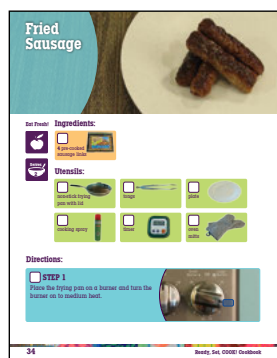 Fried
Sausage
Eat Fresh!
Ingredients:
4 pre-cooked
sausage links
Utensils:
nonstick frying
pan with lid
tongs
plate
cooking spray
timer
oven
mitts
Directions:
STEP 1
Place the frying pan on a burner and turn the
burner on to medium heat.
34
Ready, Set, COOK! Cookbook